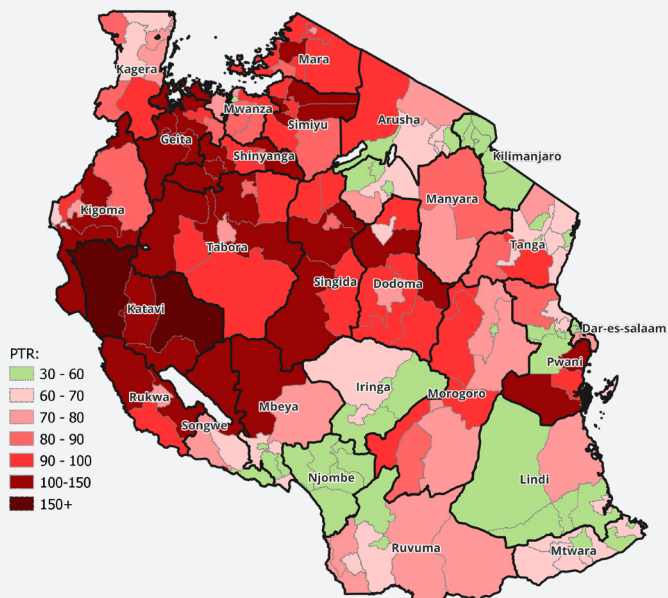 Kagera
Mara
Mwanza
Arusha
Simiyu
Geita
Kilimanjaro
Shinyanga
Manyara
Kigoma
Tanga
Tabora
Singida
Dodoma
Katavi
Dar-es-salaam
PTR:
30 - 60
60 - 70
70 - 80
80 - 90
90 - 100
100-150
150+
Pwani
Iringa
Morogoro
Rukwa
Mbeya
Songwe
Njombe
Lindi
Ruvuma
Mtwara